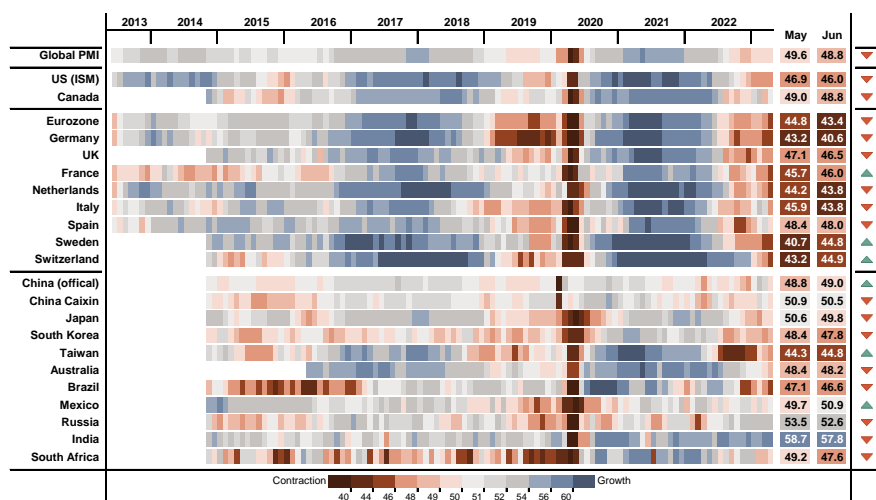 2013 2014 2015 2016 2017 2018 2019 2020 2021 2022
May Jun
Global PMI 49.6 48.8
US (ISM) 46.9 46.0
Canada 49.0 48.8
Eurozone 44.8 43.4
Germany 43.2 40.6
UK 47.1 46.5
France 45.7 46.0
Netherlands 44.2 43.8
Italy 45.9 43.8
Spain 48.4 48.0
Sweden 40.7 44.8
Switzerland 43.2 44.9
China (offical) 48.8 49.0
China Caixin 50.9 50.5
Japan 50.6 49.8
South Korea 48.4 47.8
Taiwan 44.3 44.8
Australia 48.4 48.2
Brazil 47.1 46.6
Mexico 49.7 50.9
Russia 53.5 52.6
India 58.7 57.8
South Africa 49.2 47.6
Contraction Growth
40 44 46 48 49 50 51 52 54 56 60